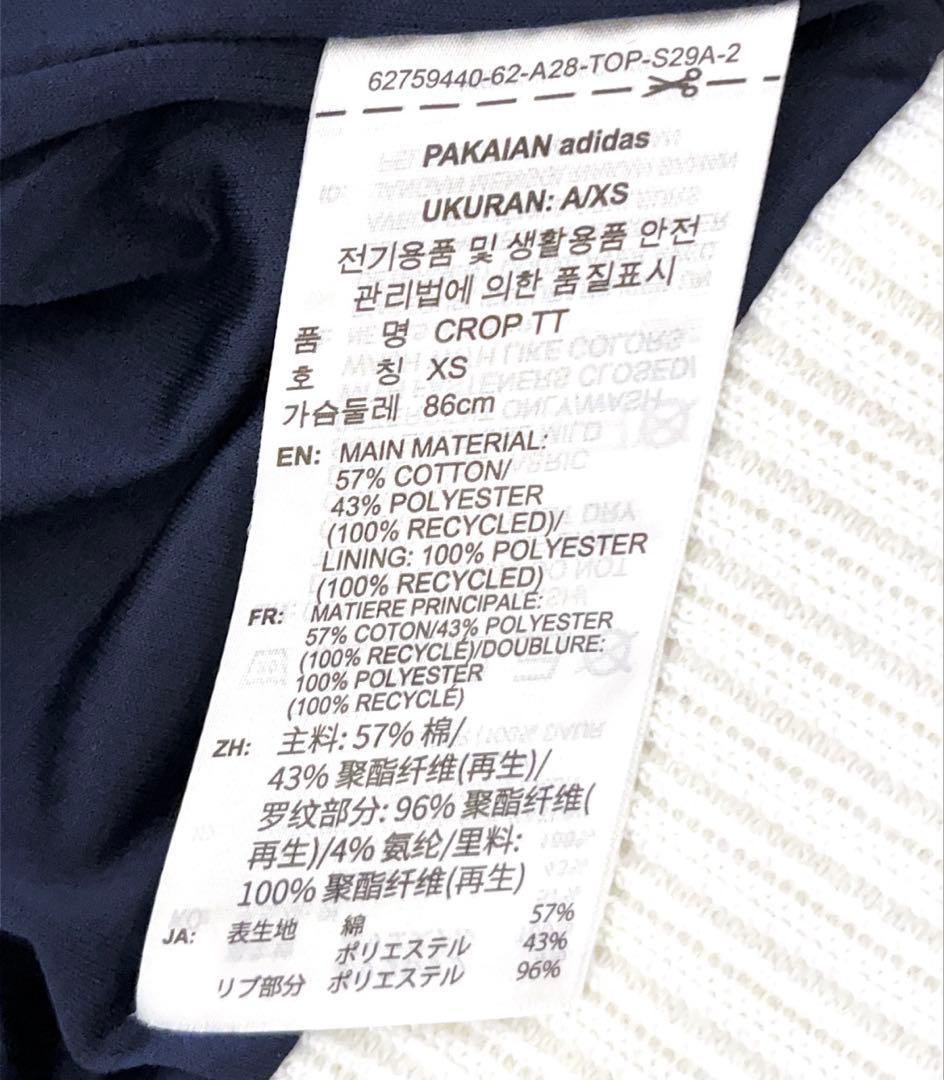 62759440-62-A28-TOP-S29A-2
PAKAIAN adidas
UKURAN: A/XS
전기용품 및 생활용품 안전
관리법에 의한 품질표시
품 명 CROP TT
호 칭 XS
가슴둘레 86cm
EN: MAIN MATERIAL:
57% COTTON/
43% POLYESTER
(100% RECYCLED)/
LINING: 100% POLYESTER
(100% RECYCLED)
FR: MATIERE PRINCIPALE:
57% COTON/43% POLYESTER
(100% RECYCLÉ)/DOUBLURE:
100% POLYESTER
(100% RECYCLÉ)
ZH: 主料: 57% 棉/
43% 聚酯纤维(再生)/
罗纹部分: 96% 聚酯纤维(
再生)/4% 氨纶/里料:
100% 聚酯纤维(再生)
JA: 表生地 綿 57%
ポリエステル 43%
リブ部分 ポリエステル 96%